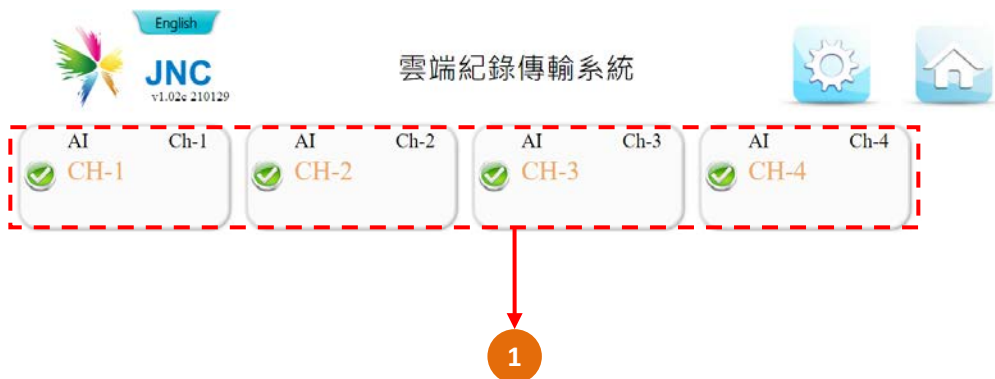 English
JNC
v1.02c 210129
雲端紀錄傳輸系統
AI Ch-1
CH-1
AI Ch-2
CH-2
AI Ch-3
CH-3
AI Ch-4
CH-4
1